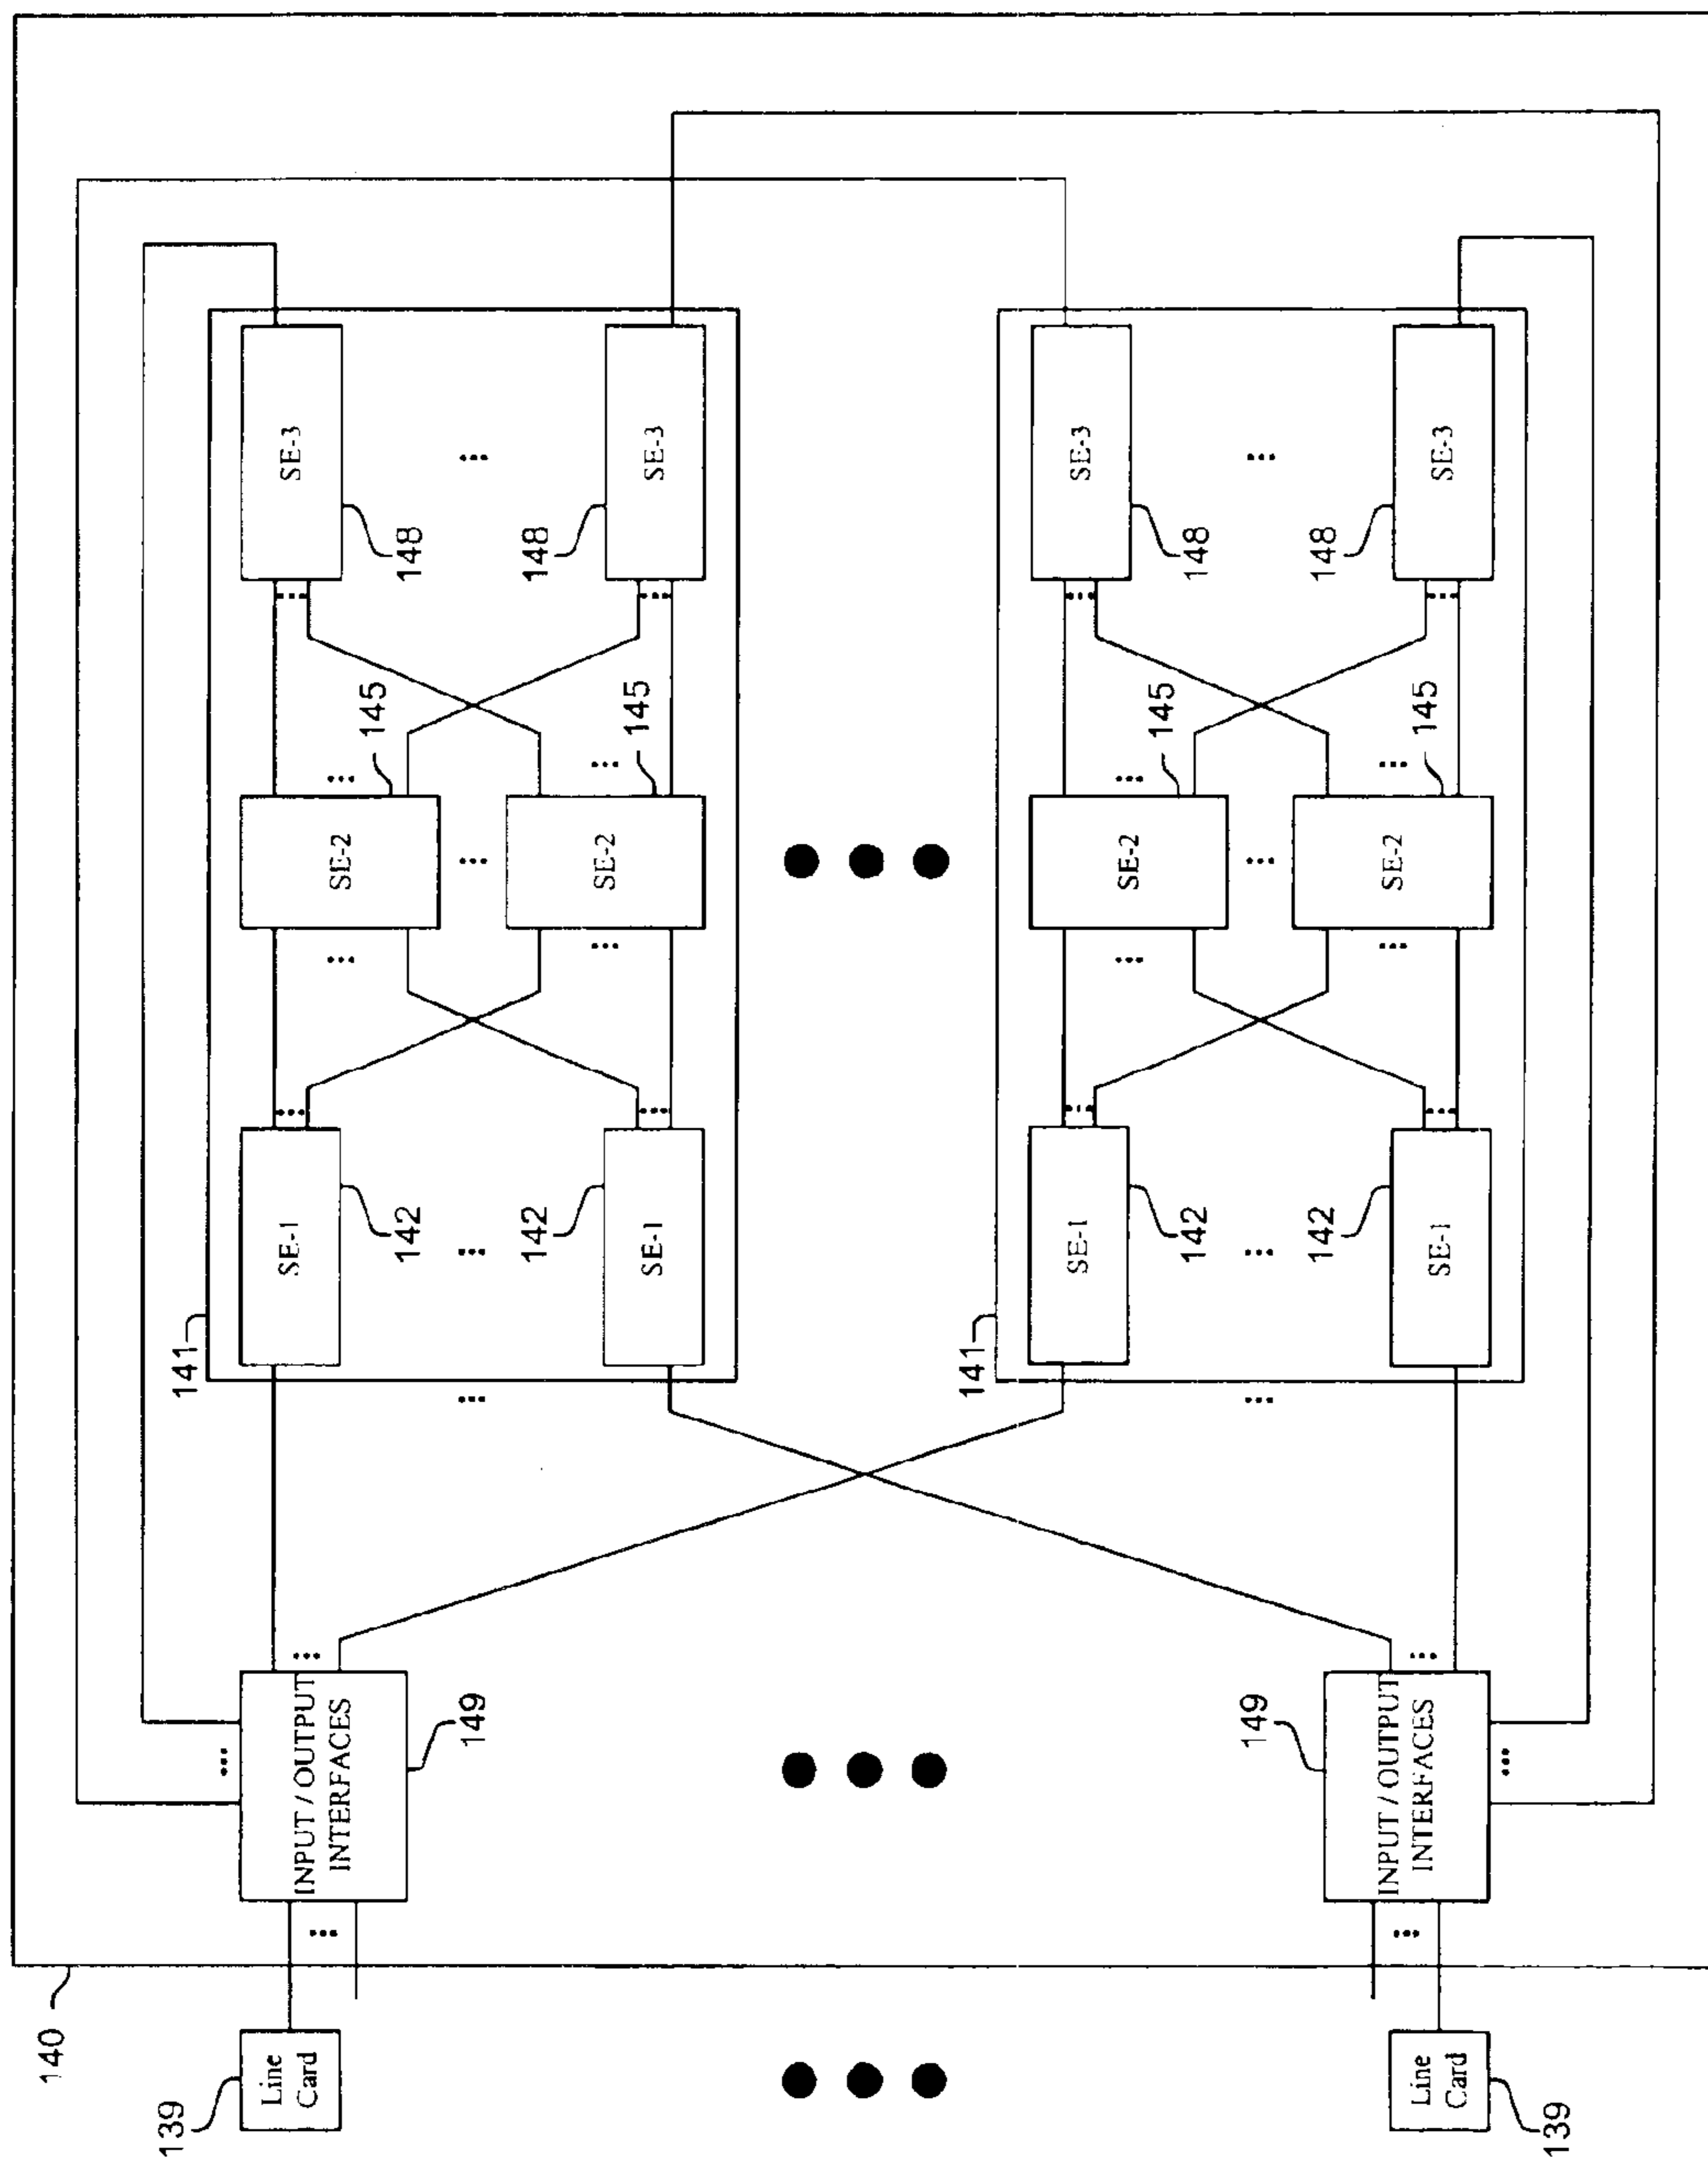 140
139
Line
Card
INPUT / OUTPUT
INTERFACES
149
141
SE-1
142
142
SE-1
SE-2
145
SE-2
145
SE-3
148
148
SE-3
141
SE-1
142
142
SE-1
SE-2
145
SE-2
145
SE-3
148
148
SE-3
149
INPUT / OUTPUT
INTERFACES
Line
Card
139